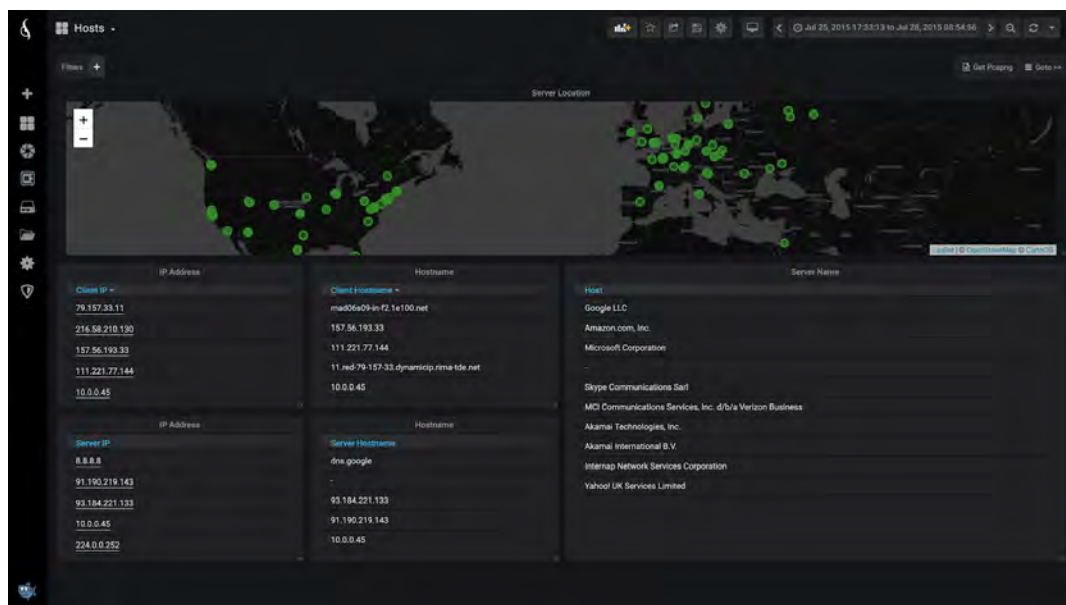 Hosts
Jul 25, 2015 17:33:13 to Jul 28, 2015 08:54:56
Filters +
Get Pcapng
Goto
Server Location
+
−
Leaflet | © OpenStreetMap © CartoDB
IP Address
Client IP
79.157.33.11
216.58.210.130
157.56.193.33
111.221.77.144
10.0.0.45
Hostname
Client Hostname
mad06s09-in-f2.1e100.net
157.56.193.33
111.221.77.144
11.red-79-157-33.dynamicip.rima-tde.net
10.0.0.45
Server Name
Host
Google LLC
Amazon.com, Inc.
Microsoft Corporation
-
Skype Communications Sarl
MCI Communications Services, Inc. d/b/a Verizon Business
Akamai Technologies, Inc.
Akamai International B.V.
Internap Network Services Corporation
Yahoo! UK Services Limited
IP Address
Server IP
8.8.8.8
91.190.219.143
93.184.221.133
10.0.0.45
224.0.0.252
Hostname
Server Hostname
dns.google
-
93.184.221.133
91.190.219.143
10.0.0.45